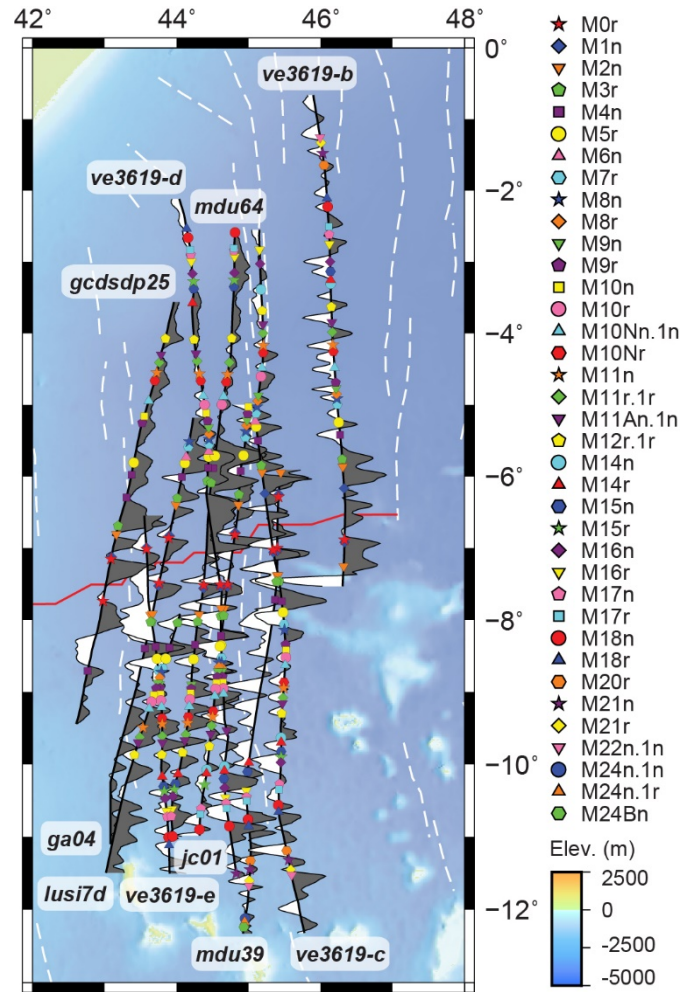 42° 44° 46° 48°
0°
−2°
−4°
−6°
−8°
−10°
−12°
ve3619-b
ve3619-d
mdu64
gcdsdp25
ga04
lusi7d
ve3619-e
jc01
mdu39
ve3619-c
M0r
M1n
M2n
M3r
M4n
M5r
M6n
M7r
M8n
M8r
M9n
M9r
M10n
M10r
M10Nn.1n
M10Nr
M11n
M11r.1r
M11An.1n
M12r.1r
M14n
M14r
M15n
M15r
M16n
M16r
M17n
M17r
M18n
M18r
M20r
M21n
M21r
M22n.1n
M24n.1n
M24n.1r
M24Bn
Elev. (m)
2500
0
−2500
−5000